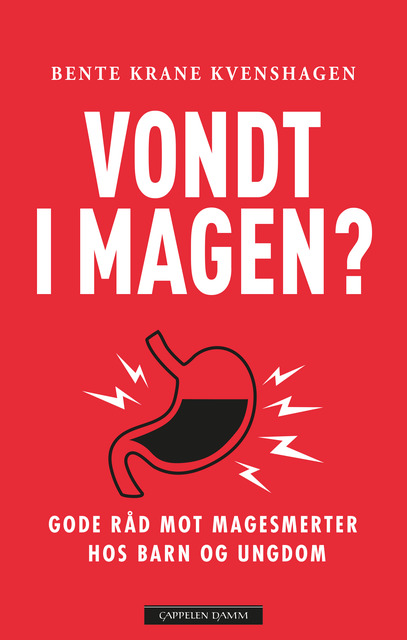 BENTE KRANE KVENSHAGEN
VONDT
I MAGEN?
GODE RÅD MOT MAGESMERTER
HOS BARN OG UNGDOM
CAPPELEN DAMM